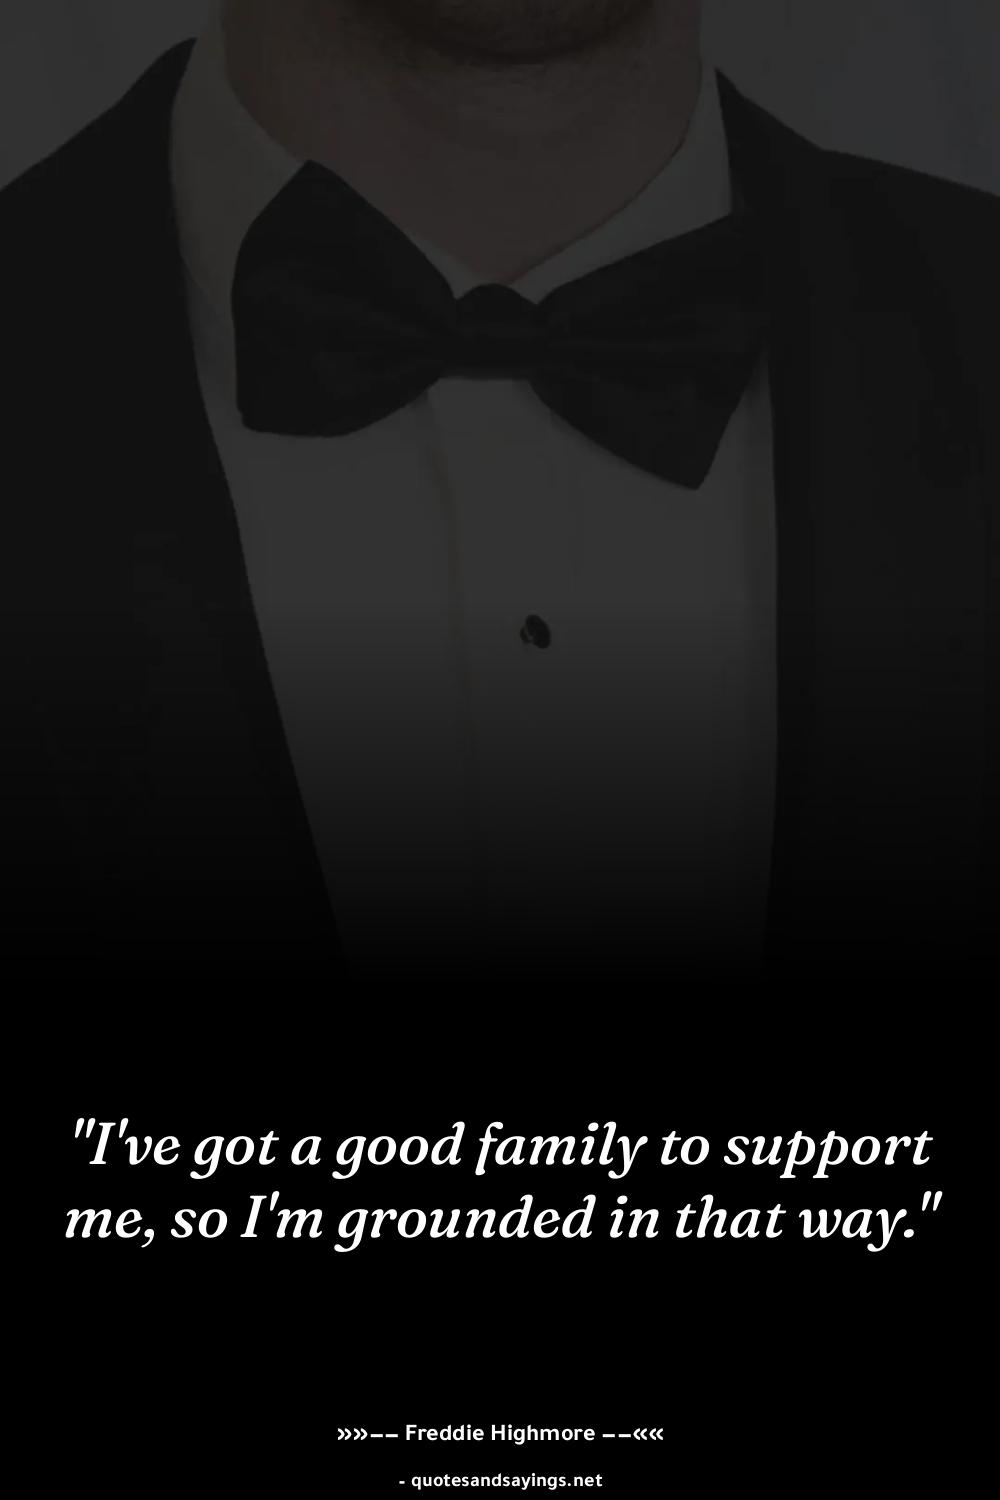 "I've got a good family to support
me, so I'm grounded in that way."
»»−− Freddie Highmore −−««
- quotesandsayings.net